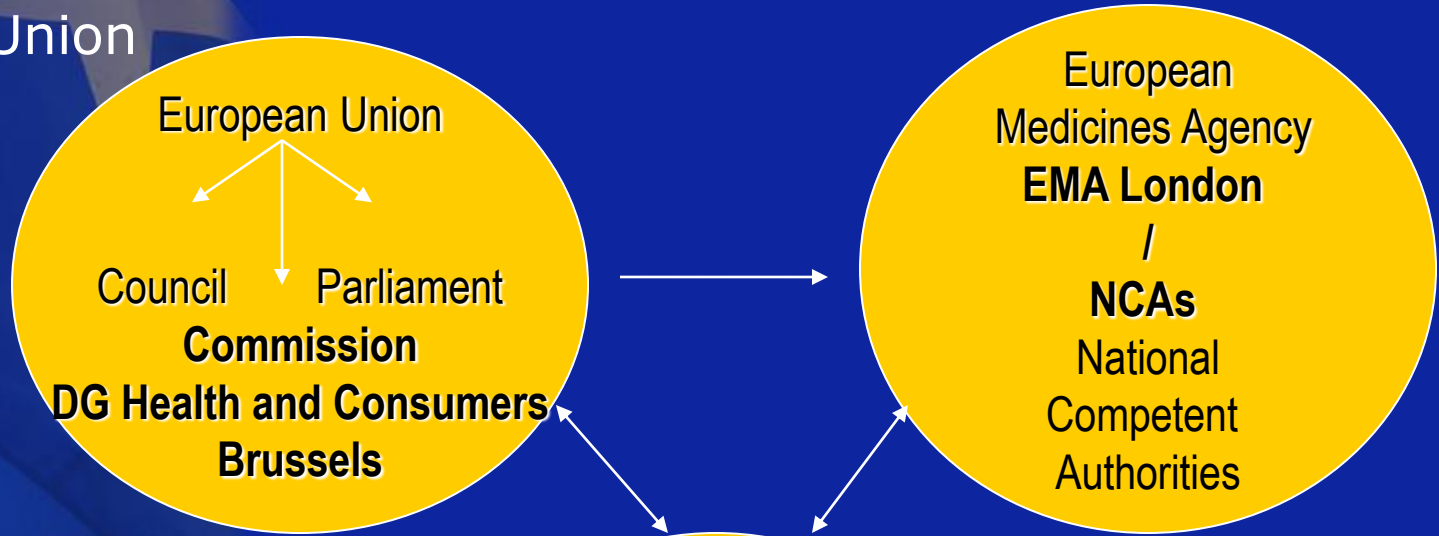 Union
European Union
Council Parliament
Commission
DG Health and Consumers
Brussels
European
Medicines Agency
EMA London
/
NCAs
National
Competent
Authorities